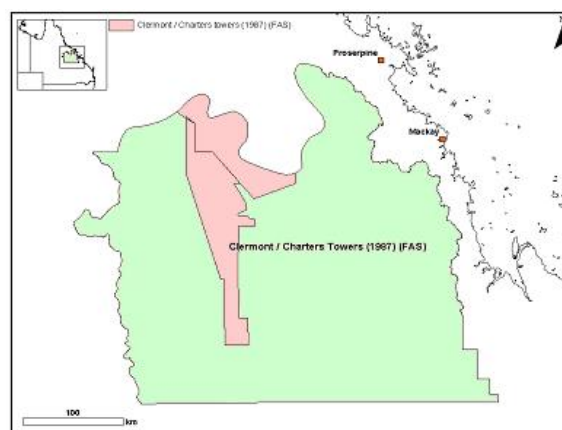 Clermont / Charters towers (1987) (FAS)
Proserpine
Mackay
Clermont / Charters Towers (1987) (FAS)
100
km